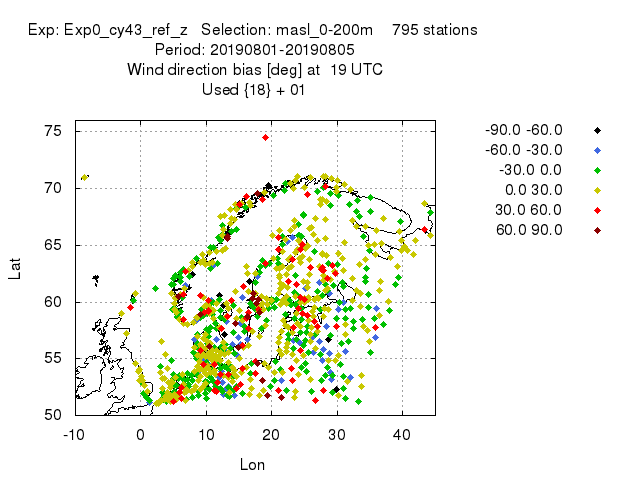 Exp: Exp0_cy43_ref_z   Selection: masl_0-200m    795 stations
Period: 20190801-20190805
Wind direction bias [deg] at  19 UTC
Used {18} + 01
-90.0 -60.0
-60.0 -30.0
-30.0 0.0
0.0 30.0
30.0 60.0
60.0 90.0
Lat
75
70
65
60
55
50
-10 0 10 20 30 40
Lon